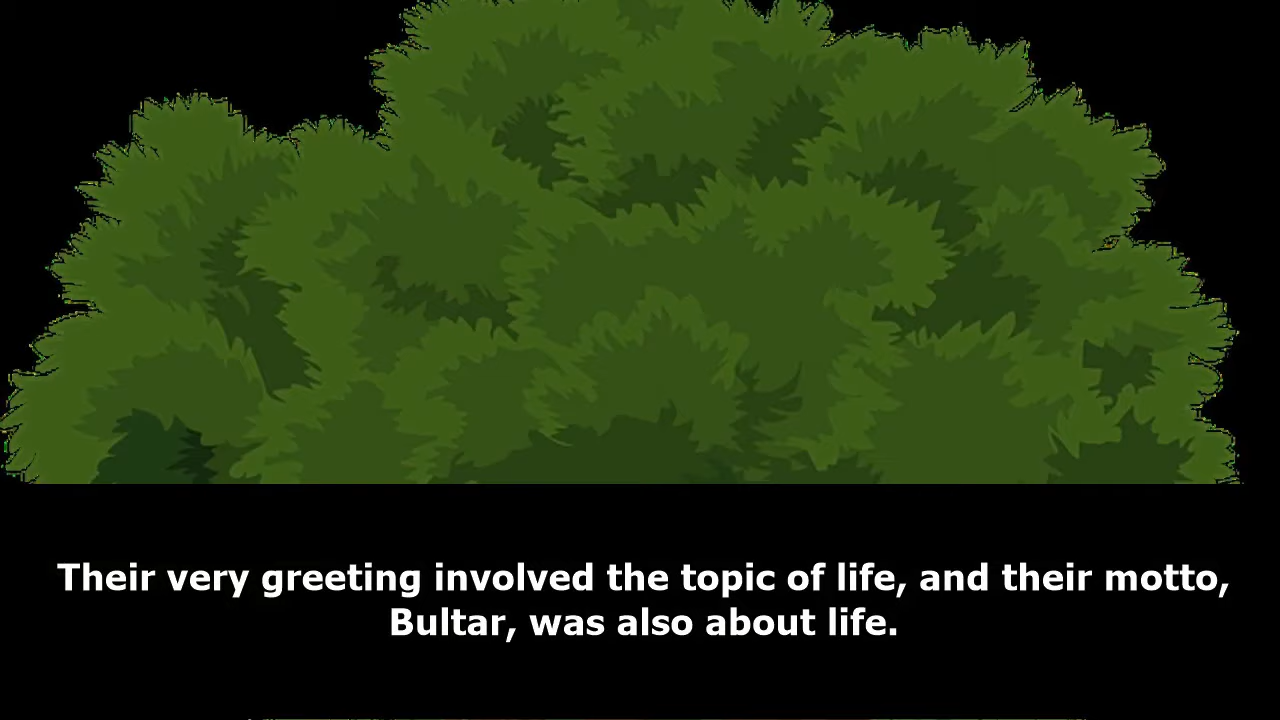 Their very greeting involved the topic of life, and their motto,
Bultar, was also about life.